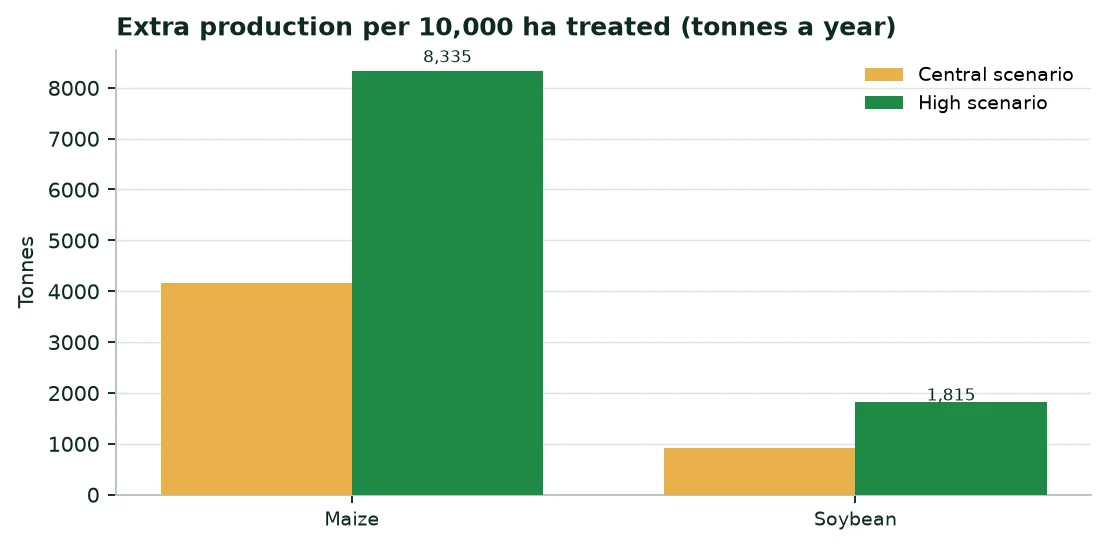 Extra production per 10,000 ha treated (tonnes a year)
8,335
Central scenario
High scenario
8000
7000
6000
5000
4000
3000
2000
1000
0
Tonnes
1,815
Maize
Soybean